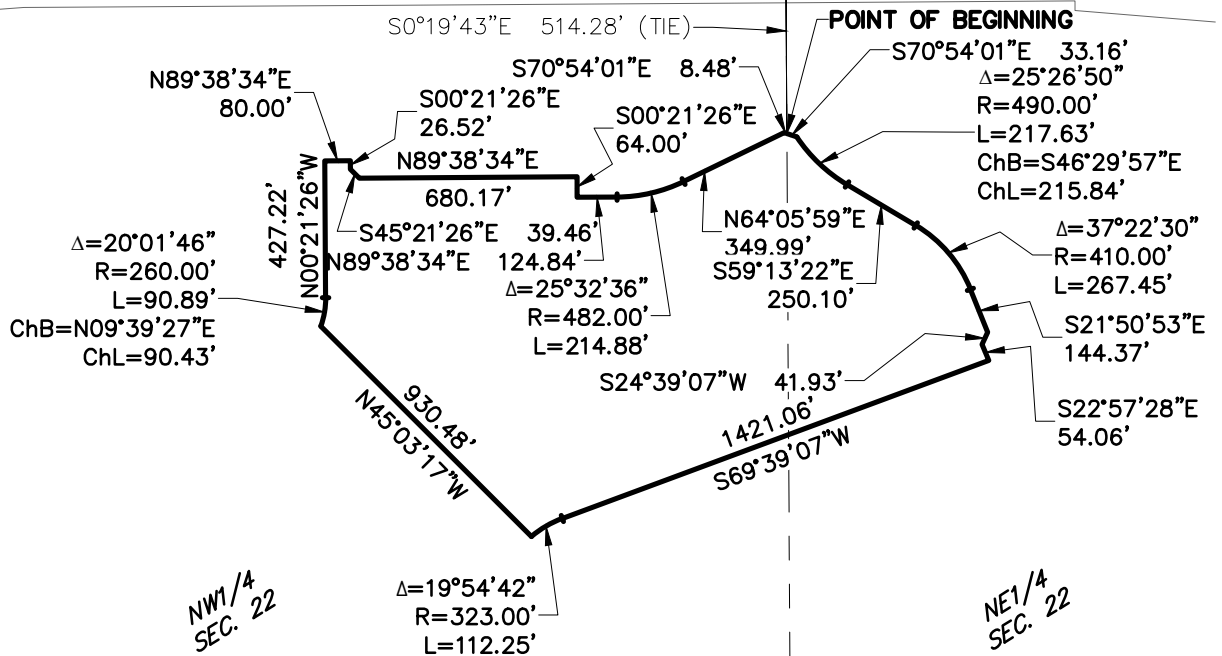 S0°19'43"E 514.28' (TIE)
POINT OF BEGINNING
S70°54'01"E 33.16'
S70°54'01"E 8.48'
N89°38'34"E
80.00'
S00°21'26"E
26.52'
S00°21'26"E
64.00'
Δ=25°26'50"
R=490.00'
L=217.63'
ChB=S46°29'57"E
ChL=215.84'
N89°38'34"E
680.17'
427.22'
N00°21'26"W
S45°21'26"E 39.46'
N89°38'34"E 124.84'
N64°05'59"E
349.99'
S59°13'22"E
250.10'
Δ=37°22'30"
R=410.00'
L=267.45'
Δ=20°01'46"
R=260.00'
L=90.89'
ChB=N09°39'27"E
ChL=90.43'
Δ=25°32'36"
R=482.00'
L=214.88'
S21°50'53"E
144.37'
S24°39'07"W 41.93'
S22°57'28"E
54.06'
930.48'
N45°03'17"W
1421.06'
S69°39'07"W
Δ=19°54'42"
R=323.00'
L=112.25'
NW1/4
SEC. 22
NE1/4
SEC. 22